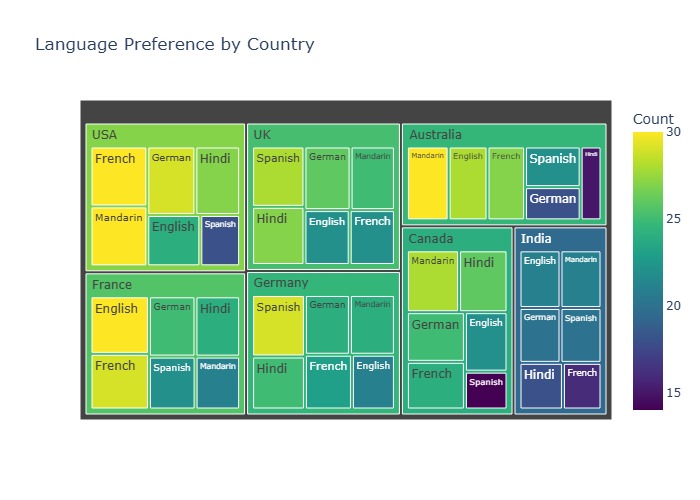 Language Preference by Country
Count
USA
French
German
Hindi
Mandarin
English
Spanish
UK
Spanish
German
Mandarin
Hindi
English
French
Australia
Mandarin
English
French
Spanish
German
Hindi
France
English
German
Hindi
French
Spanish
Mandarin
Germany
Spanish
German
Mandarin
Hindi
French
English
Canada
Mandarin
Hindi
German
English
French
Spanish
India
English
Mandarin
German
Spanish
Hindi
French
30
25
20
15